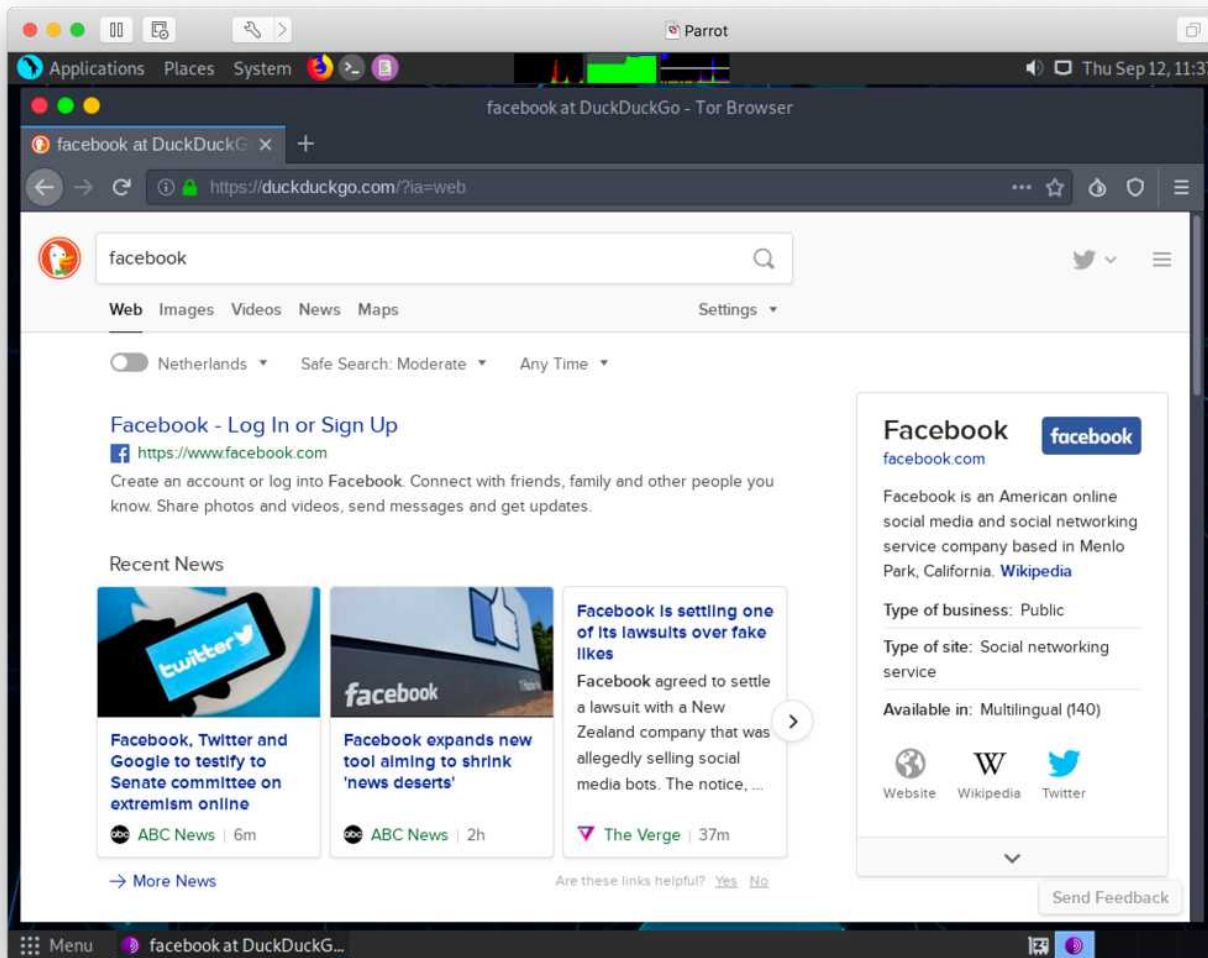 Parrot
Applications Places System Thu Sep 12, 11:37
facebook at DuckDuckGo - Tor Browser
facebook at DuckDuckG
https://duckduckgo.com/?ia=web
facebook
Web Images Videos News Maps Settings
Netherlands Safe Search: Moderate Any Time
Facebook - Log In or Sign Up
https://www.facebook.com
Create an account or log into Facebook. Connect with friends, family and other people you
know. Share photos and videos, send messages and get updates.
Recent News
twitter
Facebook, Twitter and
Google to testify to
Senate committee on
extremism online
abc ABC News | 6m
facebook
Facebook expands new
tool aiming to shrink
'news deserts'
abc ABC News | 2h
Facebook is settling one
of its lawsuits over fake
likes
Facebook agreed to settle
a lawsuit with a New
Zealand company that was
allegedly selling social
media bots. The notice, ...
The Verge | 37m
→ More News
Are these links helpful? Yes No
Facebook
facebook
facebook.com
Facebook is an American online
social media and social networking
service company based in Menlo
Park, California. Wikipedia
Type of business: Public
Type of site: Social networking
service
Available in: Multilingual (140)
W
Website Wikipedia Twitter
Send Feedback
Menu facebook at DuckDuckG...